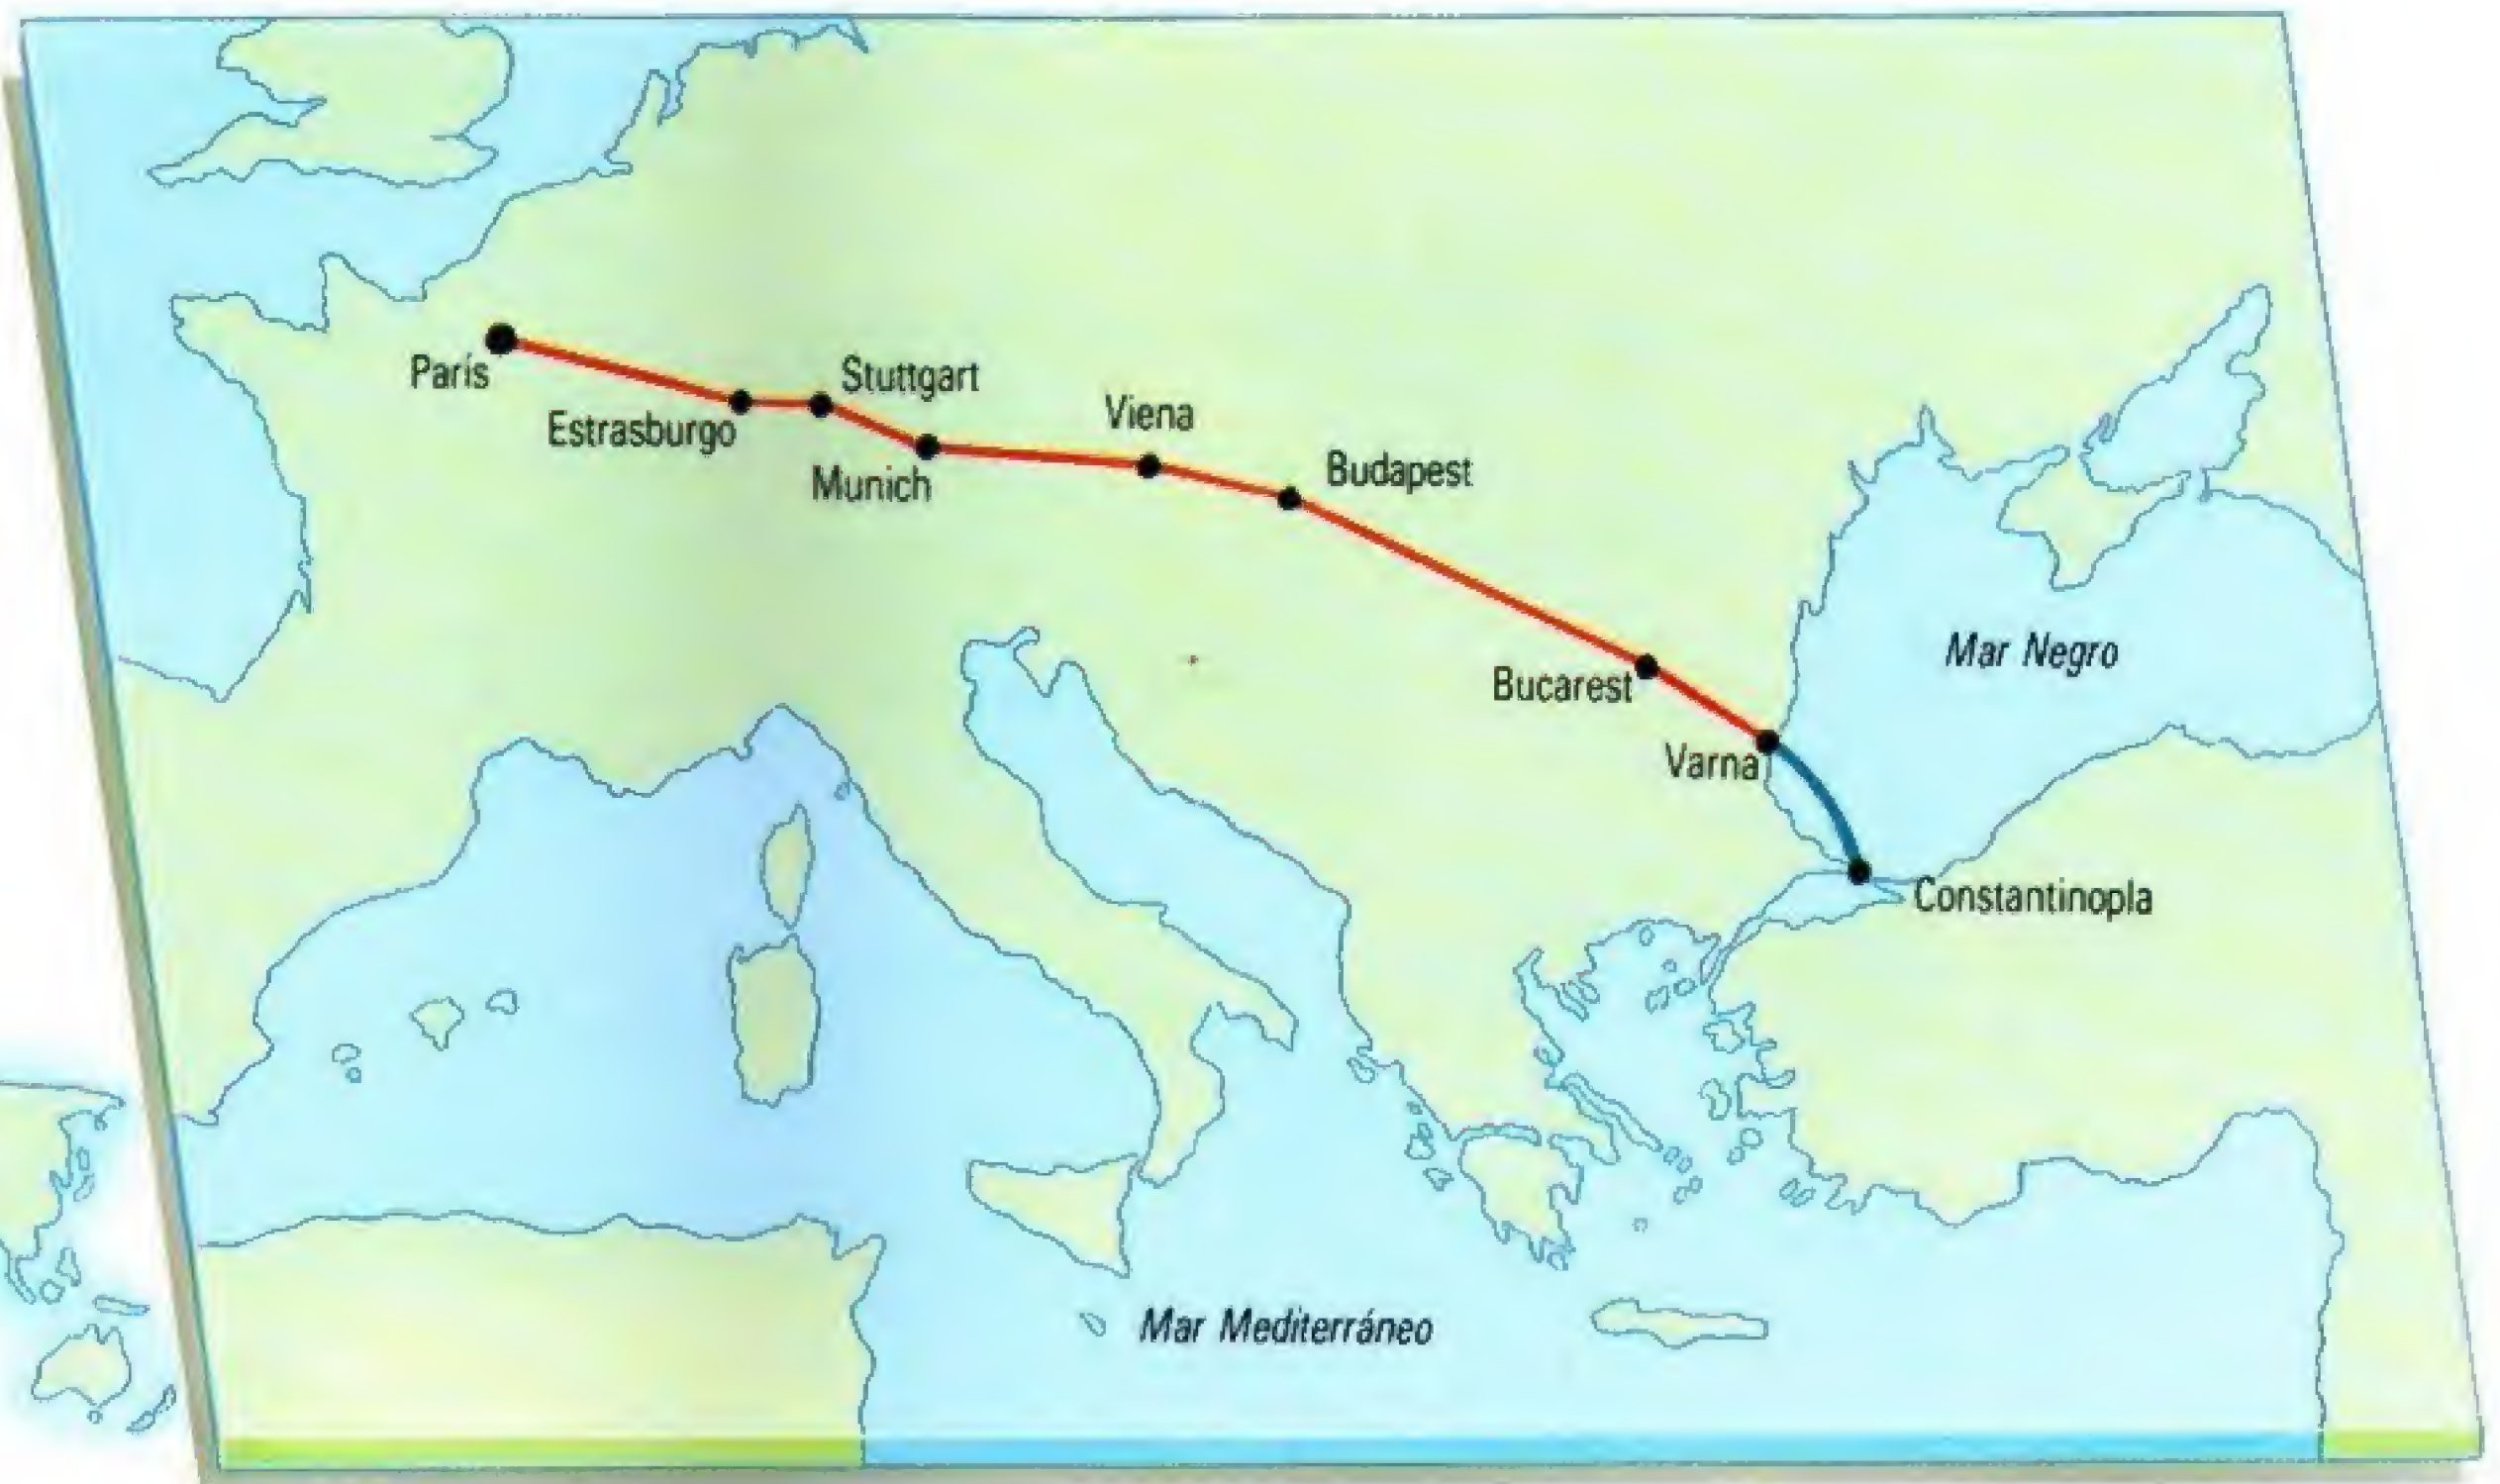 París
Estrasburgo
Stuttgart
Munich
Viena
Budapest
Bucarest
Varna
Constantinopla
Mar Negro
Mar Mediterráneo